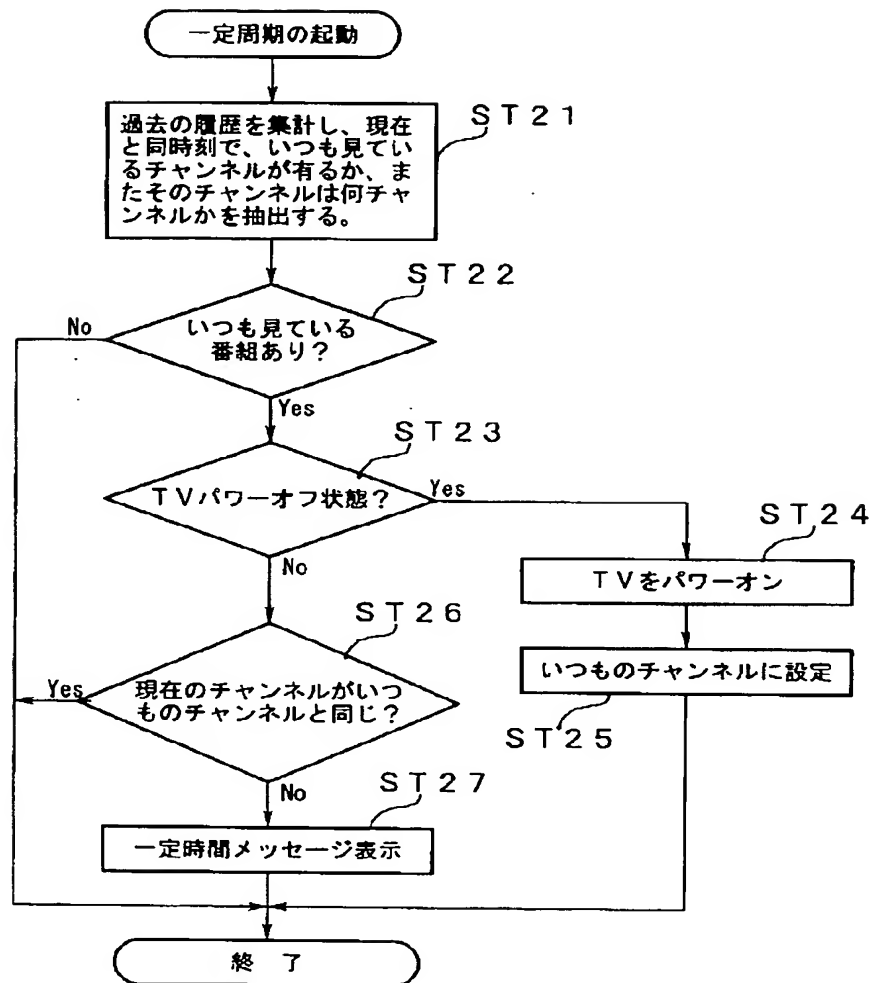 一定周期の起動
ST21
過去の履歴を集計し、現在
と同時刻で、いつも見てい
るチャンネルが有るか、ま
たそのチャンネルは何チャ
ンネルかを抽出する。
ST22
いつも見ている
番組あり?
No
Yes
ST23
TVパワーオフ状態?
Yes
No
ST24
TVをパワーオン
いつものチャンネルに設定
ST25
ST26
現在のチャンネルがいつ
ものチャンネルと同じ?
Yes
No
ST27
一定時間メッセージ表示
終 了